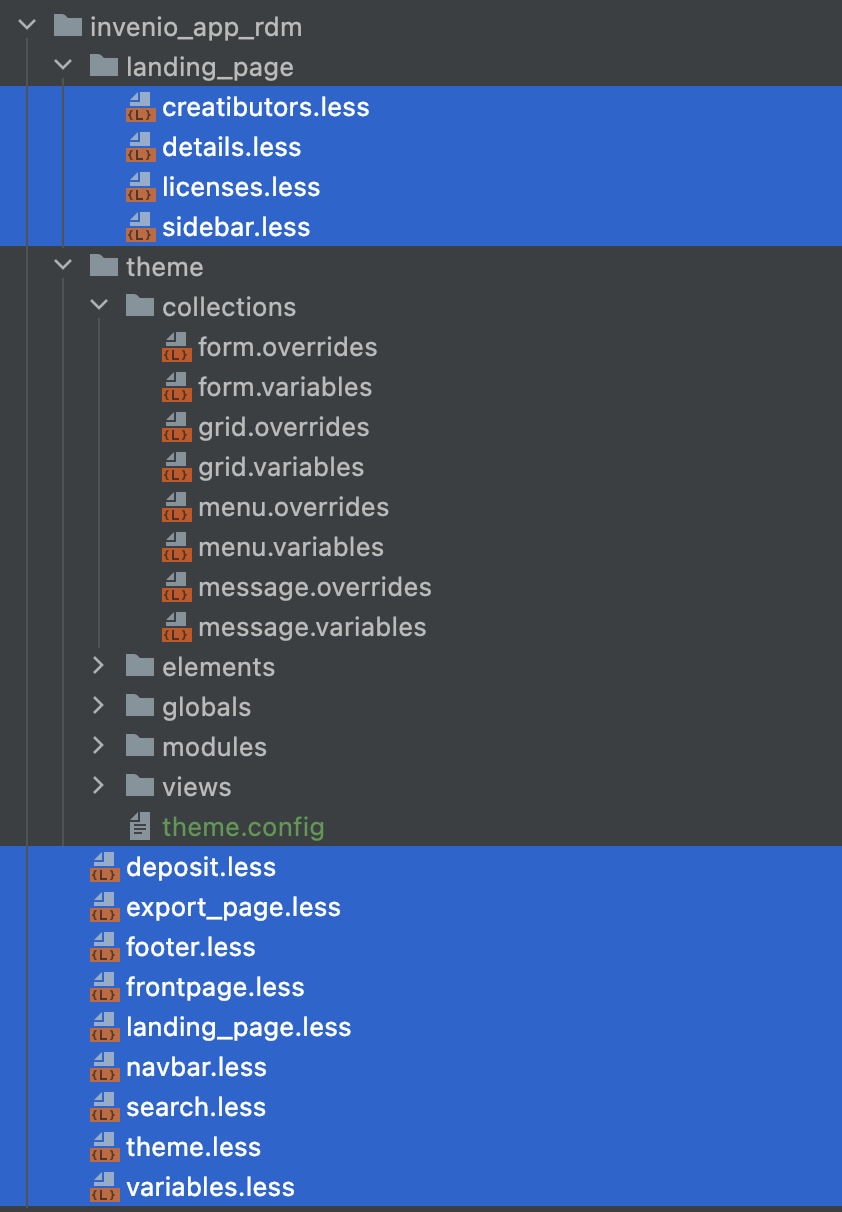 invenio_app_rdm
landing_page
{L} creatibutors.less
{L} details.less
{L} licenses.less
{L} sidebar.less
theme
collections
{L} form.overrides
{L} form.variables
{L} grid.overrides
{L} grid.variables
{L} menu.overrides
{L} menu.variables
{L} message.overrides
{L} message.variables
elements
globals
modules
views
theme.config
{L} deposit.less
{L} export_page.less
{L} footer.less
{L} frontpage.less
{L} landing_page.less
{L} navbar.less
{L} search.less
{L} theme.less
{L} variables.less